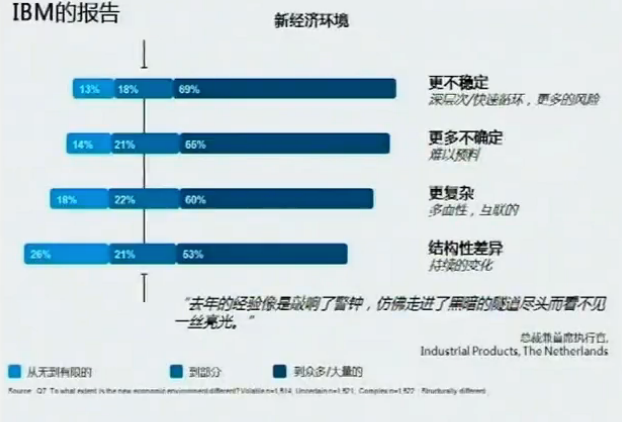 IBM的报告
新经济环境
13% 18% 69%
更不稳定
深层次/快速循环，更多的风险
14% 21% 66%
更多不确定
难以预料
18% 22% 60%
更复杂
多面性，互联的
26% 21% 53%
结构性差异
持续的变化
“去年的经验像是敲响了警钟，仿佛走进了黑暗的隧道尽头而看不见
一丝亮光。”
总裁兼首席执行官,
Industrial Products, The Netherlands
从无到有限的 到部分 到众多/大量的
Source: Q7. To what extent is the new economic environment different? Volatile n=1,514, Uncertain n=1,521, Complex n=1,522, Structurally different